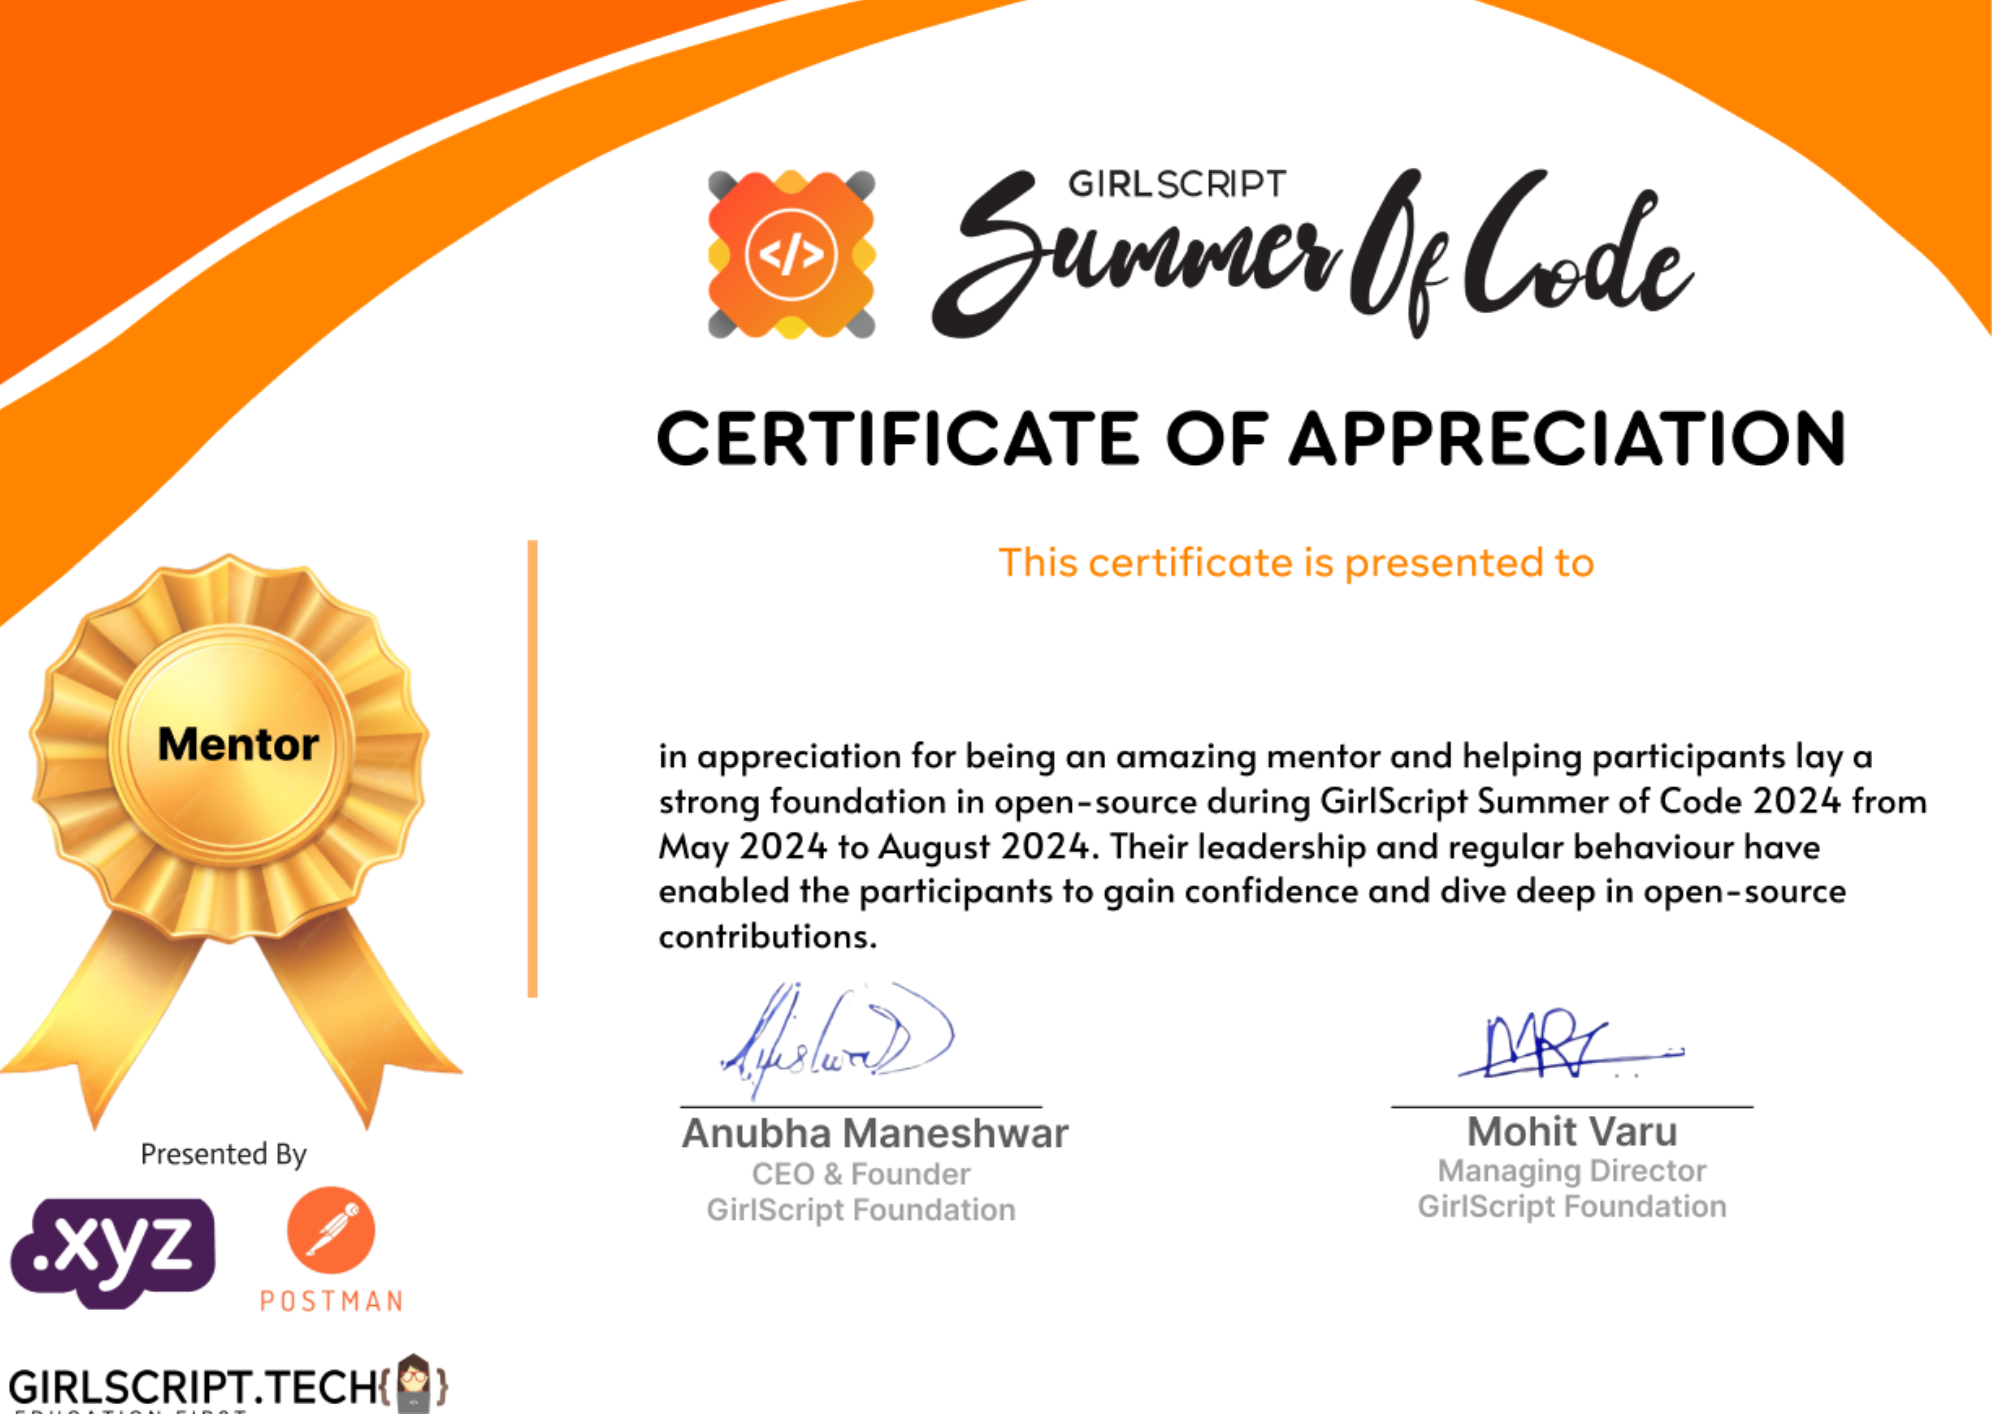 GIRLSCRIPT
Summer Of Code
</>
CERTIFICATE OF APPRECIATION
This certificate is presented to
Mentor
in appreciation for being an amazing mentor and helping participants lay a
strong foundation in open-source during GirlScript Summer of Code 2024 from
May 2024 to August 2024. Their leadership and regular behaviour have
enabled the participants to gain confidence and dive deep in open-source
contributions.
Anubha Maneshwar
CEO & Founder
GirlScript Foundation
Mohit Varu
Managing Director
GirlScript Foundation
Presented By
.xyz
POSTMAN
GIRLSCRIPT.TECH{ }
EDUCATION FIRST